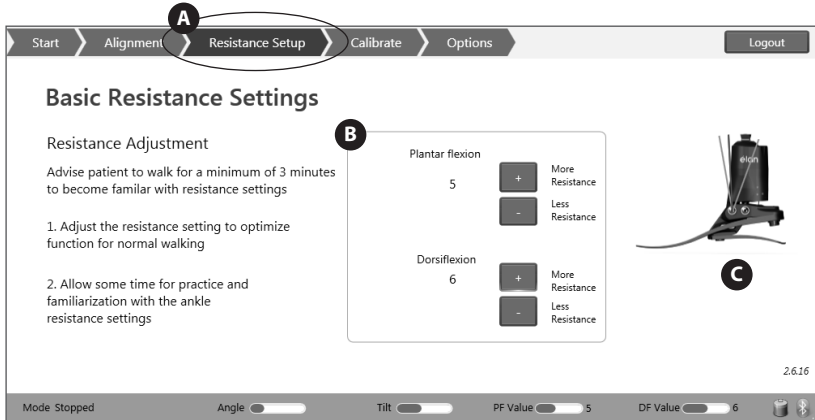 A
Start
Alignment
Resistance Setup
Calibrate
Options
Logout
Basic Resistance Settings
Resistance Adjustment
Advise patient to walk for a minimum of 3 minutes
to become familar with resistance settings
1. Adjust the resistance setting to optimize
function for normal walking
2. Allow some time for practice and
familiarization with the ankle
resistance settings
B
Plantar flexion
5
+
More
Resistance
-
Less
Resistance
Dorsiflexion
6
+
More
Resistance
-
Less
Resistance
élan
C
2.6.16
Mode Stopped
Angle
Tilt
PF Value
5
DF Value
6